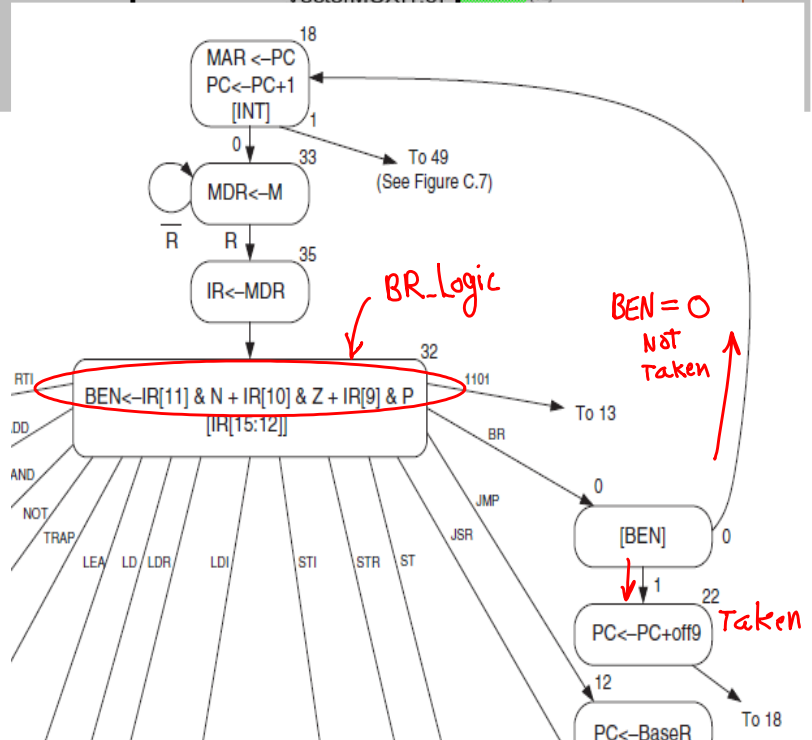 18
MAR <–PC
PC<–PC+1
[INT]
1
0
To 49
(See Figure C.7)
33
MDR<–M
R̅
R
35
IR<–MDR
BR_Logic
BEN = 0
Not
Taken
32
RTI
1101
BEN<–IR[11] & N + IR[10] & Z + IR[9] & P
[IR[15:12]]
To 13
BR
0
AND
JMP
[BEN]
0
NOT
TRAP
JSR
LEA
LD
LDR
LDI
STI
STR
ST
1
22
Taken
PC<–PC+off9
12
To 18
PC<–BaseR